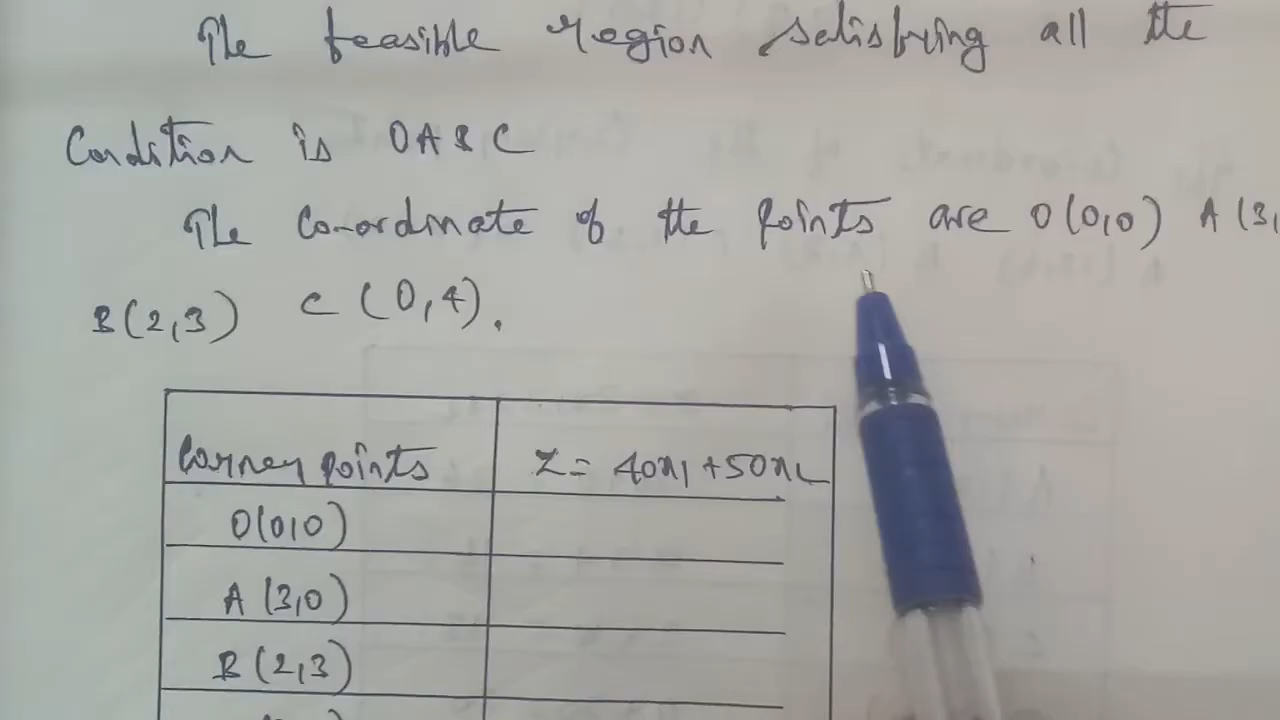 The feasible region satisfying all the
Condition is OABC
The Co-ordinate of the points are O(0,0) A(3,
B(2,3) C(0,4).
Corner points Z = 40x1 + 50x2
O(0,0)
A(3,0)
B(2,3)